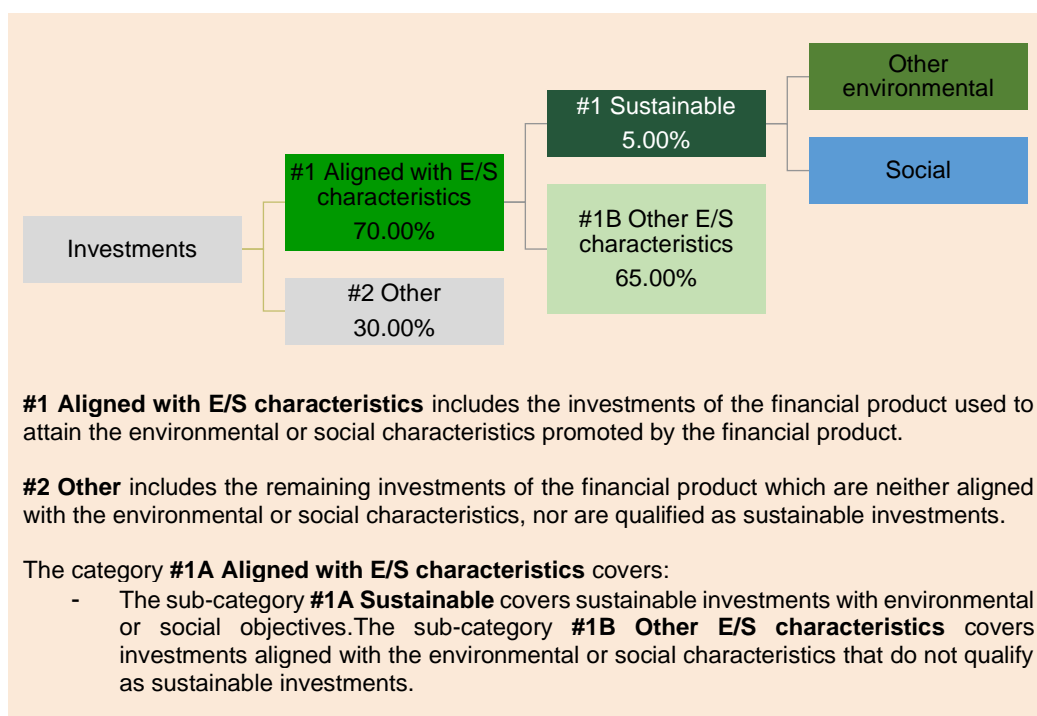 Other
environmental
#1 Sustainable
5.00%
Social
#1 Aligned with E/S
characteristics
70.00%
#1B Other E/S
characteristics
65.00%
Investments
#2 Other
30.00%
#1 Aligned with E/S characteristics includes the investments of the financial product used to
attain the environmental or social characteristics promoted by the financial product.
#2 Other includes the remaining investments of the financial product which are neither aligned
with the environmental or social characteristics, nor are qualified as sustainable investments.
The category #1A Aligned with E/S characteristics covers:
- The sub-category #1A Sustainable covers sustainable investments with environmental
or social objectives.The sub-category #1B Other E/S characteristics covers
investments aligned with the environmental or social characteristics that do not qualify
as sustainable investments.